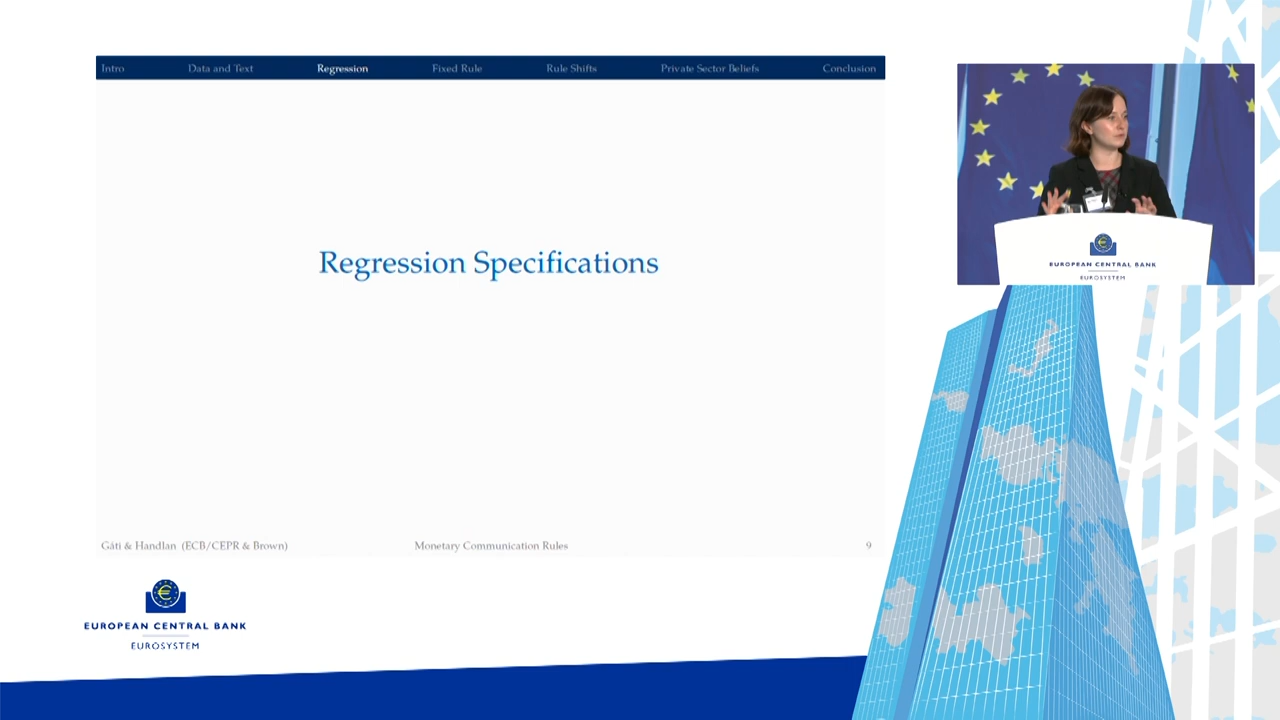 Intro Data and Text Regression Fixed Rule Rule Shifts Private Sector Beliefs Conclusion
Regression Specifications
Gáti & Handlan (ECB/CEPR & Brown) Monetary Communication Rules 9
EUROPEAN CENTRAL BANK
EUROSYSTEM
EUROPEAN CENTRAL BANK
EUROSYSTEM